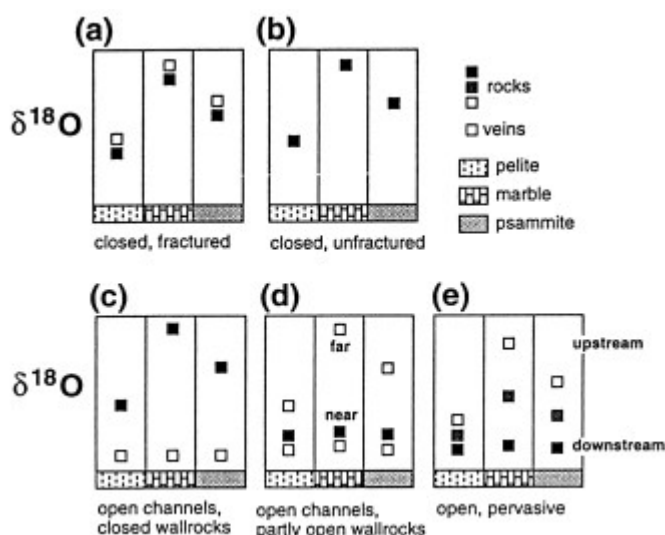 (a)
(b)
δ¹⁸O
rocks
veins
pelite
marble
psammite
closed, fractured
closed, unfractured
(c)
(d)
(e)
δ¹⁸O
far
near
upstream
downstream
open channels,
closed wallrocks
open channels,
partly open wallrocks
open, pervasive